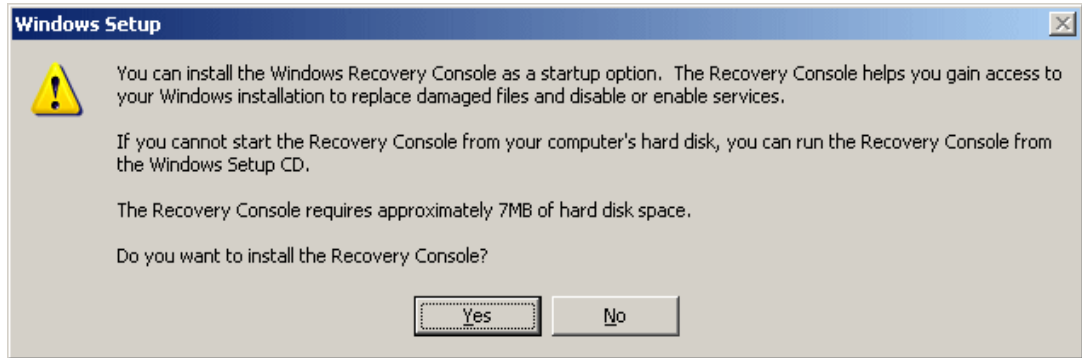 Windows Setup
You can install the Windows Recovery Console as a startup option.  The Recovery Console helps you gain access to
your Windows installation to replace damaged files and disable or enable services.
If you cannot start the Recovery Console from your computer's hard disk, you can run the Recovery Console from
the Windows Setup CD.
The Recovery Console requires approximately 7MB of hard disk space.
Do you want to install the Recovery Console?
Yes No